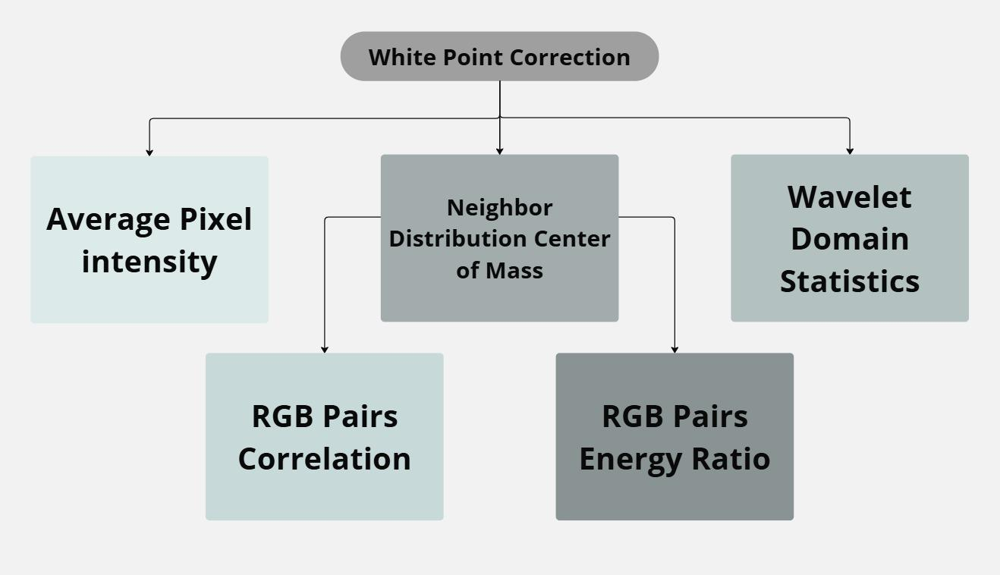 White Point Correction
Average Pixel
intensity
Neighbor
Distribution Center
of Mass
Wavelet
Domain
Statistics
RGB Pairs
Correlation
RGB Pairs
Energy Ratio